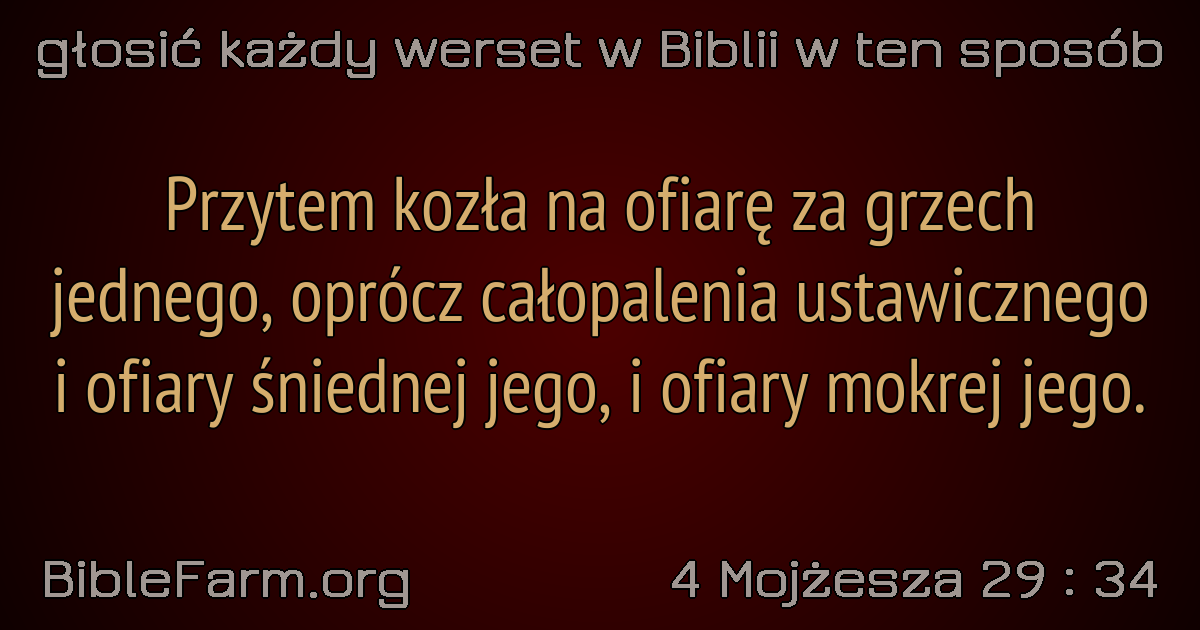 głosić każdy werset w Biblii w ten sposób
Przytem kozła na ofiarę za grzech
jednego, oprócz całopalenia ustawicznego
i ofiary śniednej jego, i ofiary mokrej jego.
BibleFarm.org
4 Mojżesza 29 : 34